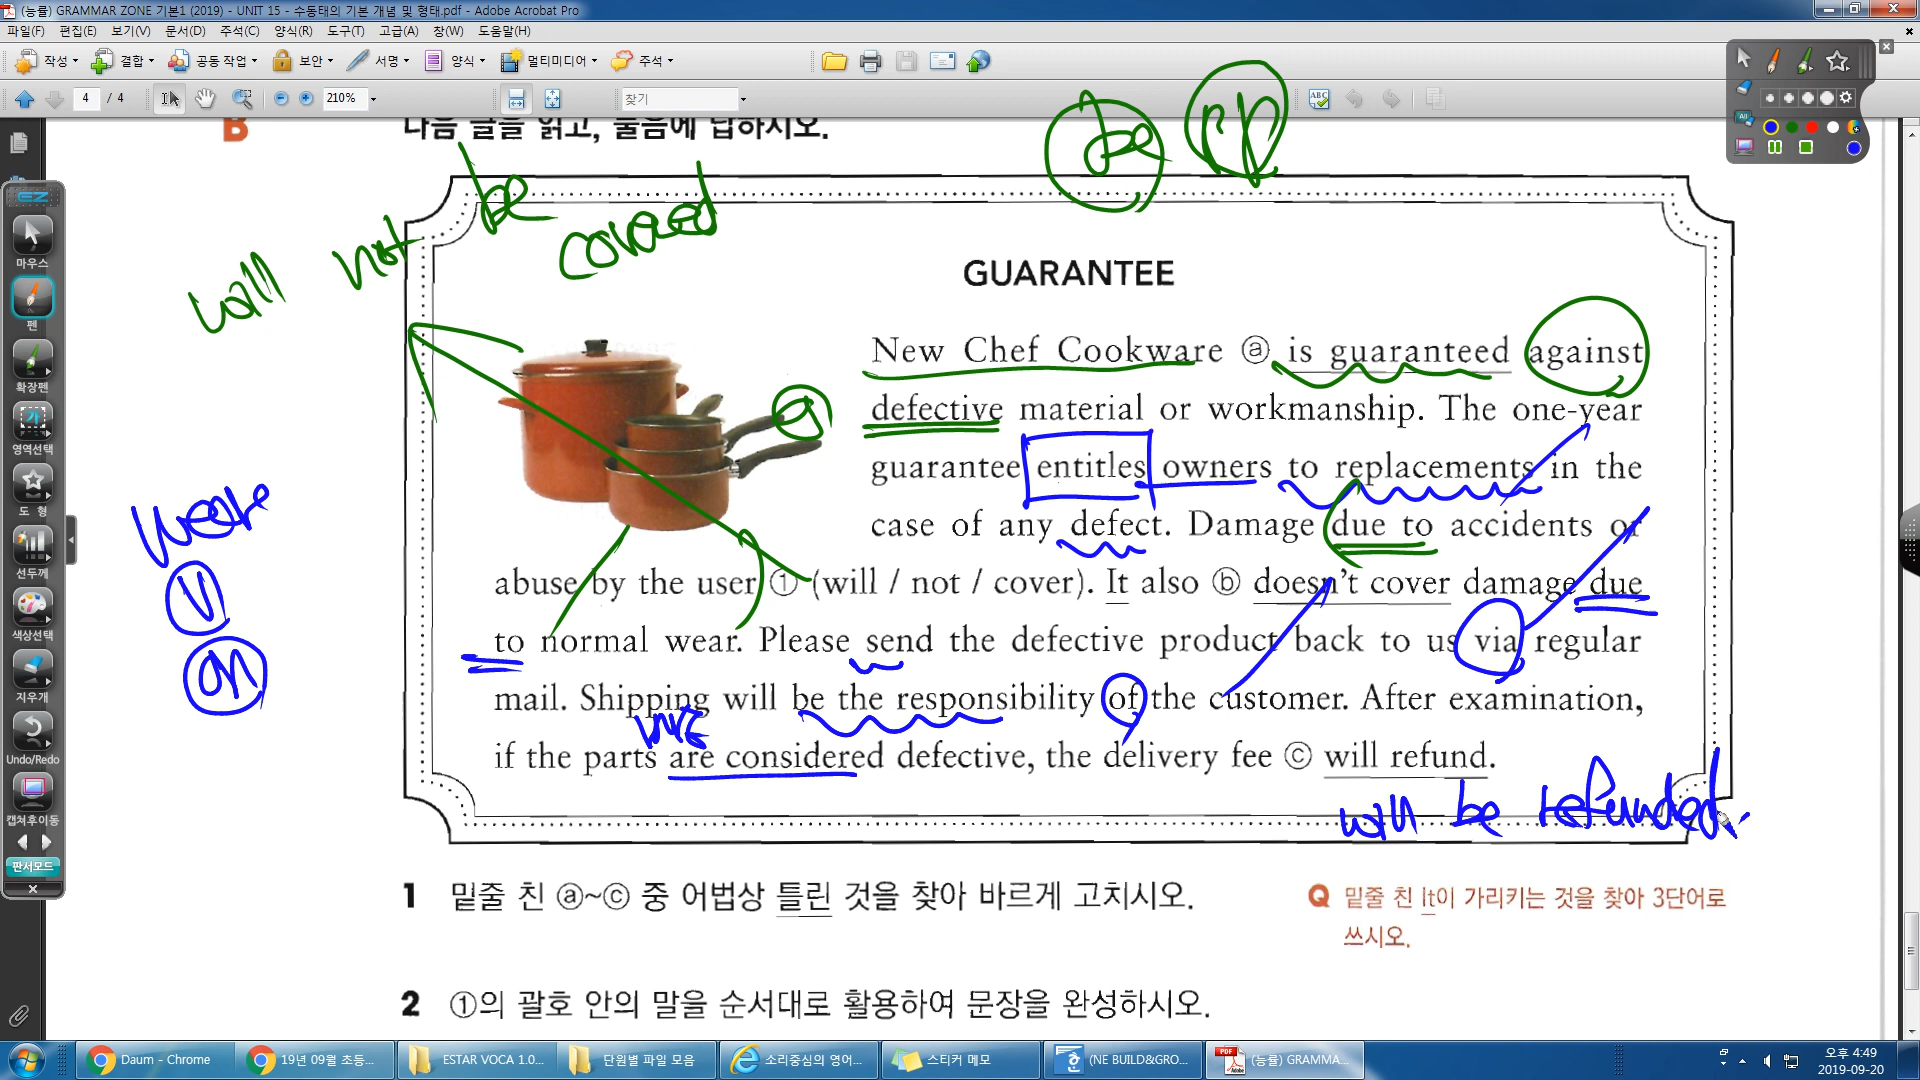 (능률) GRAMMAR ZONE 기본1 (2019) - UNIT 15 - 수동태의 기본 개념 및 형태.pdf - Adobe Acrobat Pro
파일(F) 편집(E) 보기(V) 문서(D) 주석(C) 양식(R) 도구(T) 고급(A) 창(W) 도움말(H)
작성 결합 공동 작업 보안 서명 양식 멀티미디어 주석
4 / 4 210% 찾기
B 다음 글을 읽고, 물음에 답하시오.
be pp
will not be covered
GUARANTEE
New Chef Cookware ⓐ is guaranteed against
defective material or workmanship. The one-year
guarantee entitles owners to replacements in the
case of any defect. Damage due to accidents or
abuse by the user ① (will / not / cover). It also ⓑ doesn't cover damage due
to normal wear. Please send the defective product back to us via regular
mail. Shipping will be the responsibility of the customer. After examination,
if the parts are considered defective, the delivery fee ⓒ will refund.
will be refunded.
wear
V
1 밑줄 친 ⓐ~ⓒ 중 어법상 틀린 것을 찾아 바르게 고치시오.
Q 밑줄 친 It이 가리키는 것을 찾아 3단어로
쓰시오.
2 ①의 괄호 안의 말을 순서대로 활용하여 문장을 완성하시오.
EZ
마우스
펜
확장펜
영역선택
도 형
선두께
색상선택
지우개
Undo/Redo
캡쳐후이동
판서모드
All
Daum - Chrome
19년 09월 초등...
ESTAR VOCA 1.0...
단원별 파일 모음
소리중심의 영어...
스티커 메모
(NE BUILD&GRO...
(능률) GRAMMA...
오후 4:49
2019-09-20